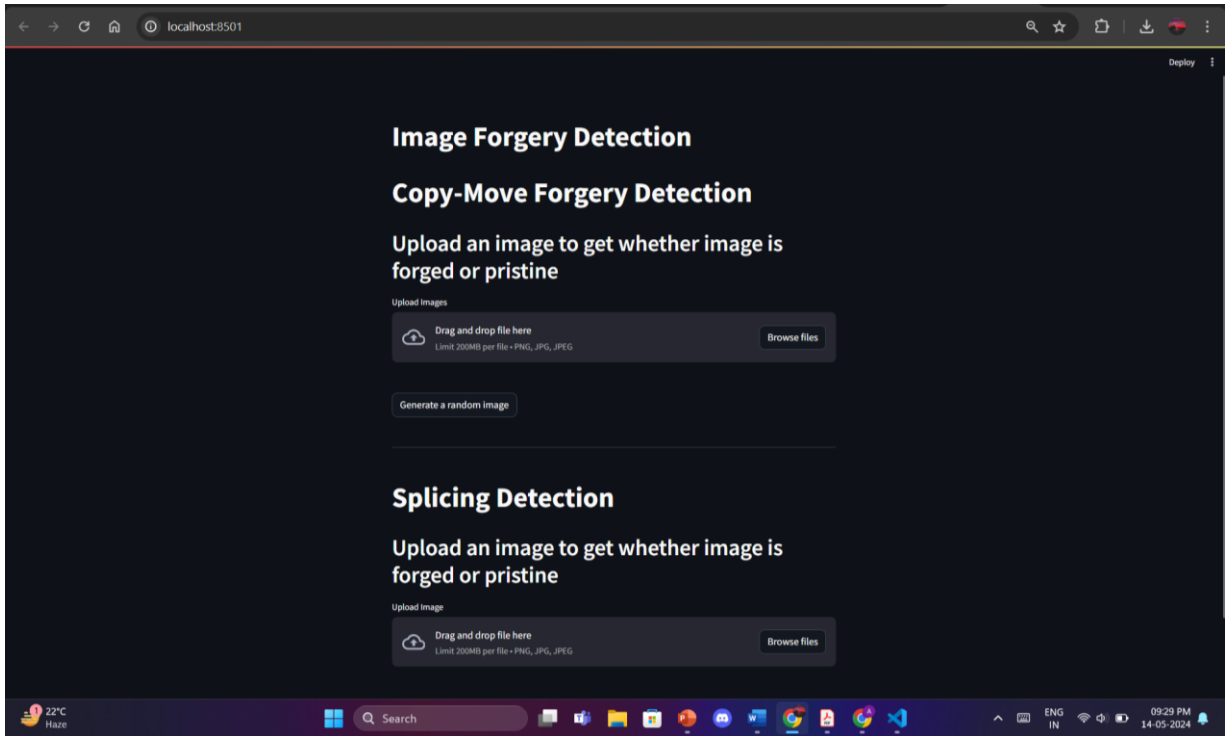 localhost:8501
Deploy
Image Forgery Detection
Copy-Move Forgery Detection
Upload an image to get whether image is
forged or pristine
Upload Images
Drag and drop file here
Limit 200MB per file • PNG, JPG, JPEG
Browse files
Generate a random image
Splicing Detection
Upload an image to get whether image is
forged or pristine
Upload Image
Drag and drop file here
Limit 200MB per file • PNG, JPG, JPEG
Browse files
1
22°C
Haze
Search
ENG
IN
09:29 PM
14-05-2024